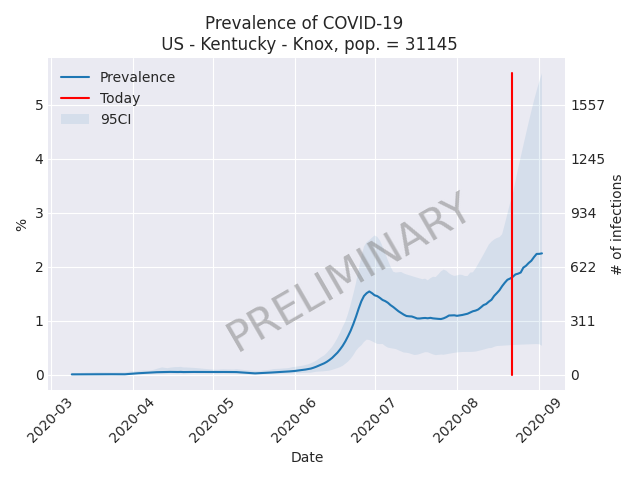 Prevalence of COVID-19
US - Kentucky - Knox, pop. = 31145
Prevalence
Today
95CI
5
4
3
2
1
0
%
1557
1245
934
622
311
0
# of infections
PRELIMINARY
2020-03
2020-04
2020-05
2020-06
2020-07
2020-08
2020-09
Date